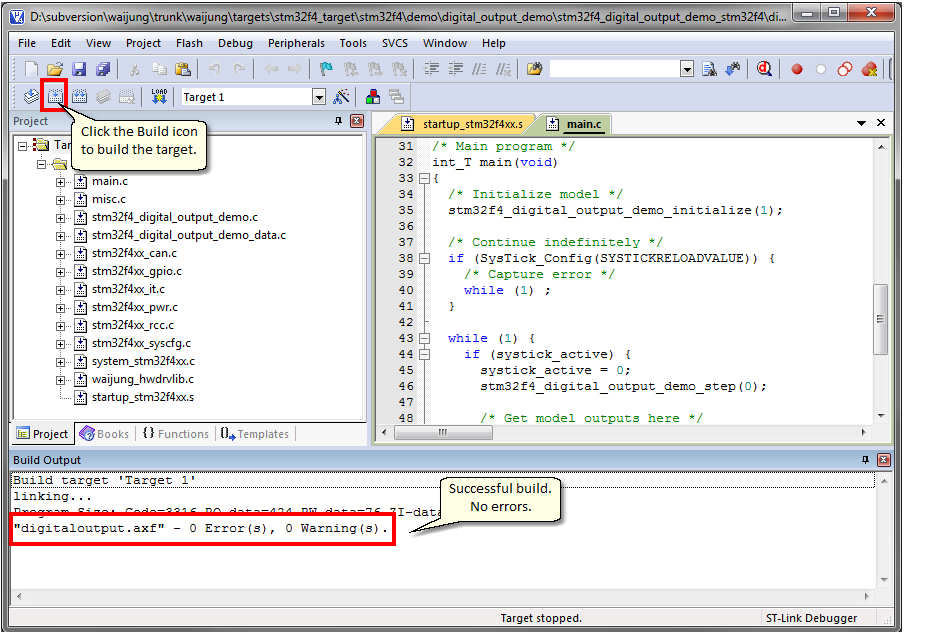 D:\subversion\waijung\trunk\waijung\targets\stm32f4_target\stm32f4\demo\digital_output_demo\stm32f4_digital_output_demo_stm32f4\di...
File Edit View Project Flash Debug Peripherals Tools SVCS Window Help
LOAD Target 1
Project
Click the Build icon
to build the target.
startup_stm32f4xx.s main.c
Tar
main.c
misc.c
stm32f4_digital_output_demo.c
stm32f4_digital_output_demo_data.c
stm32f4xx_can.c
stm32f4xx_gpio.c
stm32f4xx_it.c
stm32f4xx_pwr.c
stm32f4xx_rcc.c
stm32f4xx_syscfg.c
system_stm32f4xx.c
waijung_hwdrvlib.c
startup_stm32f4xx.s
31 /* Main program */
32 int_T main(void)
33 {
34 /* Initialize model */
35 stm32f4_digital_output_demo_initialize(1);
36
37 /* Continue indefinitely */
38 if (SysTick_Config(SYSTICKRELOADVALUE)) {
39 /* Capture error */
40 while (1) ;
41 }
42
43 while (1) {
44 if (systick_active) {
45 systick_active = 0;
46 stm32f4_digital_output_demo_step(0);
47
48 /* Get model outputs here */
Project Books {} Functions 0 Templates
Build Output
Build target 'Target 1'
linking...
Program Size: Code=3316 RO-data=424 RW-data=76 ZI-data
"digitaloutput.axf" - 0 Error(s), 0 Warning(s).
Successful build.
No errors.
Target stopped. ST-Link Debugger